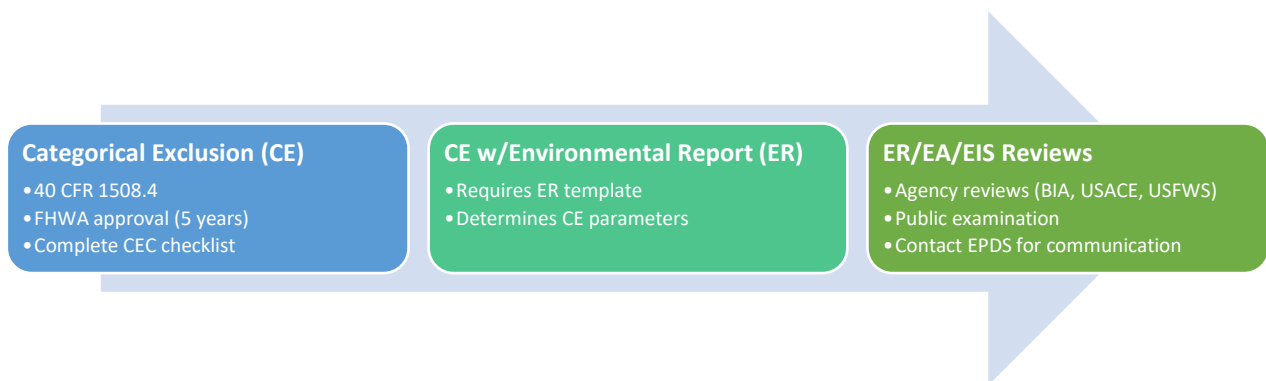 Categorical Exclusion (CE)
•40 CFR 1508.4
•FHWA approval (5 years)
•Complete CEC checklist
CE w/Environmental Report (ER)
•Requires ER template
•Determines CE parameters
ER/EA/EIS Reviews
•Agency reviews (BIA, USACE, USFWS)
•Public examination
•Contact EPDS for communication